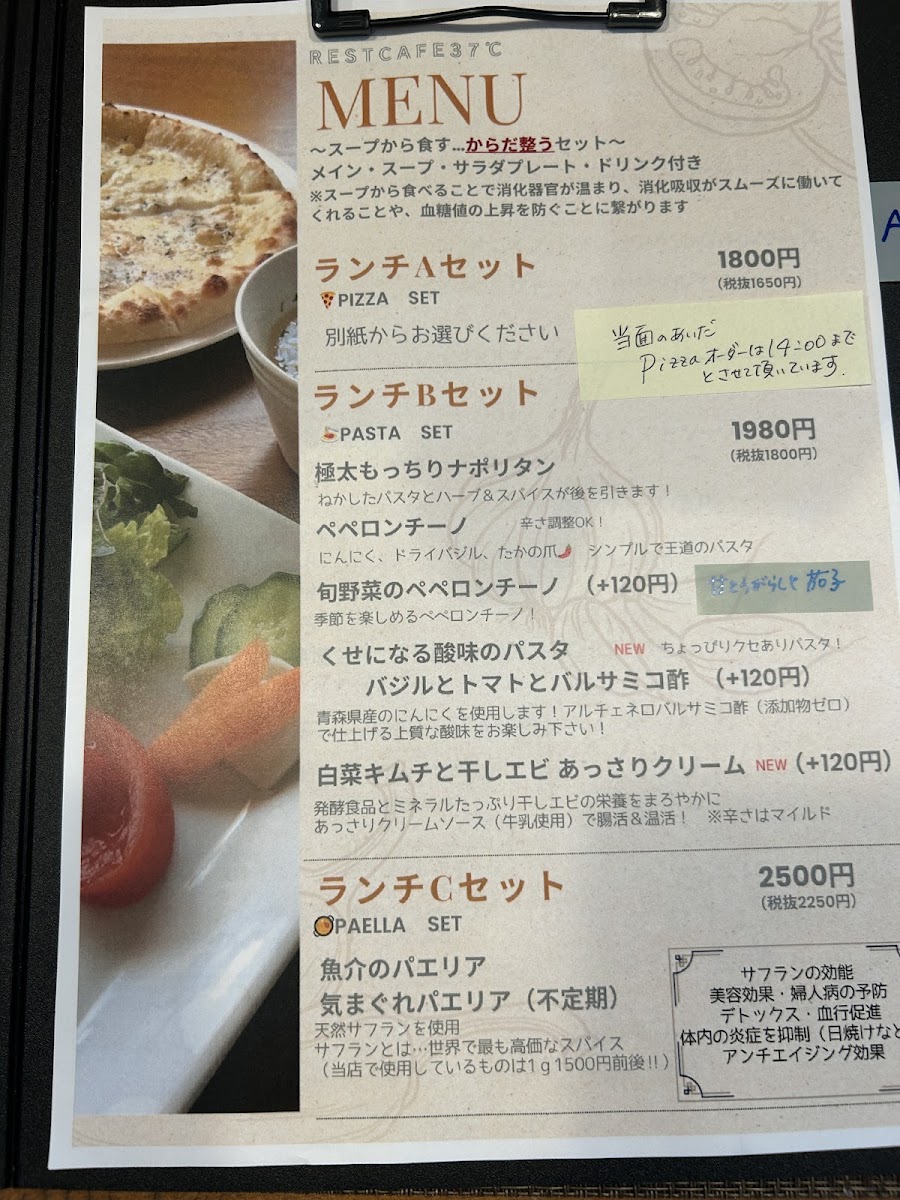 RESTCAFE37℃
MENU
～スープから食す…からだ整うセット～
メイン・スープ・サラダプレート・ドリンク付き
※スープから食べることで消化器官が温まり、消化吸収がスムーズに働いて
くれることや、血糖値の上昇を防ぐことに繋がります
ランチAセット 1800円
PIZZA SET (税抜1650円)
別紙からお選びください
当面のあいだ
Pizzaオーダーは14:00まで
とさせて頂いています.
ランチBセット
PASTA SET 1980円
(税抜1800円)
極太もっちりナポリタン
ねかしたパスタとハーブ＆スパイスが後を引きます！
ペペロンチーノ 辛さ調整OK！
にんにく、ドライバジル、たかの爪🌶 シンプルで王道のパスタ
旬野菜のペペロンチーノ (+120円) とうがらしと茄子
季節を楽しめるペペロンチーノ！
くせになる酸味のパスタ NEW ちょっぴりクセありパスタ！
バジルとトマトとバルサミコ酢 (+120円)
青森県産のにんにくを使用します！アルチェネロバルサミコ酢（添加物ゼロ）
で仕上げる上質な酸味をお楽しみ下さい！
白菜キムチと干しエビ あっさりクリーム NEW (+120円)
発酵食品とミネラルたっぷり干しエビの栄養をまろやかに
あっさりクリームソース（牛乳使用）で腸活＆温活！ ※辛さはマイルド
ランチCセット 2500円
PAELLA SET (税抜2250円)
魚介のパエリア
気まぐれパエリア（不定期）
天然サフランを使用
サフランとは…世界で最も高価なスパイス
（当店で使用しているものは1ｇ1500円前後!!）
サフランの効能
美容効果・婦人病の予防
デトックス・血行促進
体内の炎症を抑制（日焼けなど
アンチエイジング効果
A